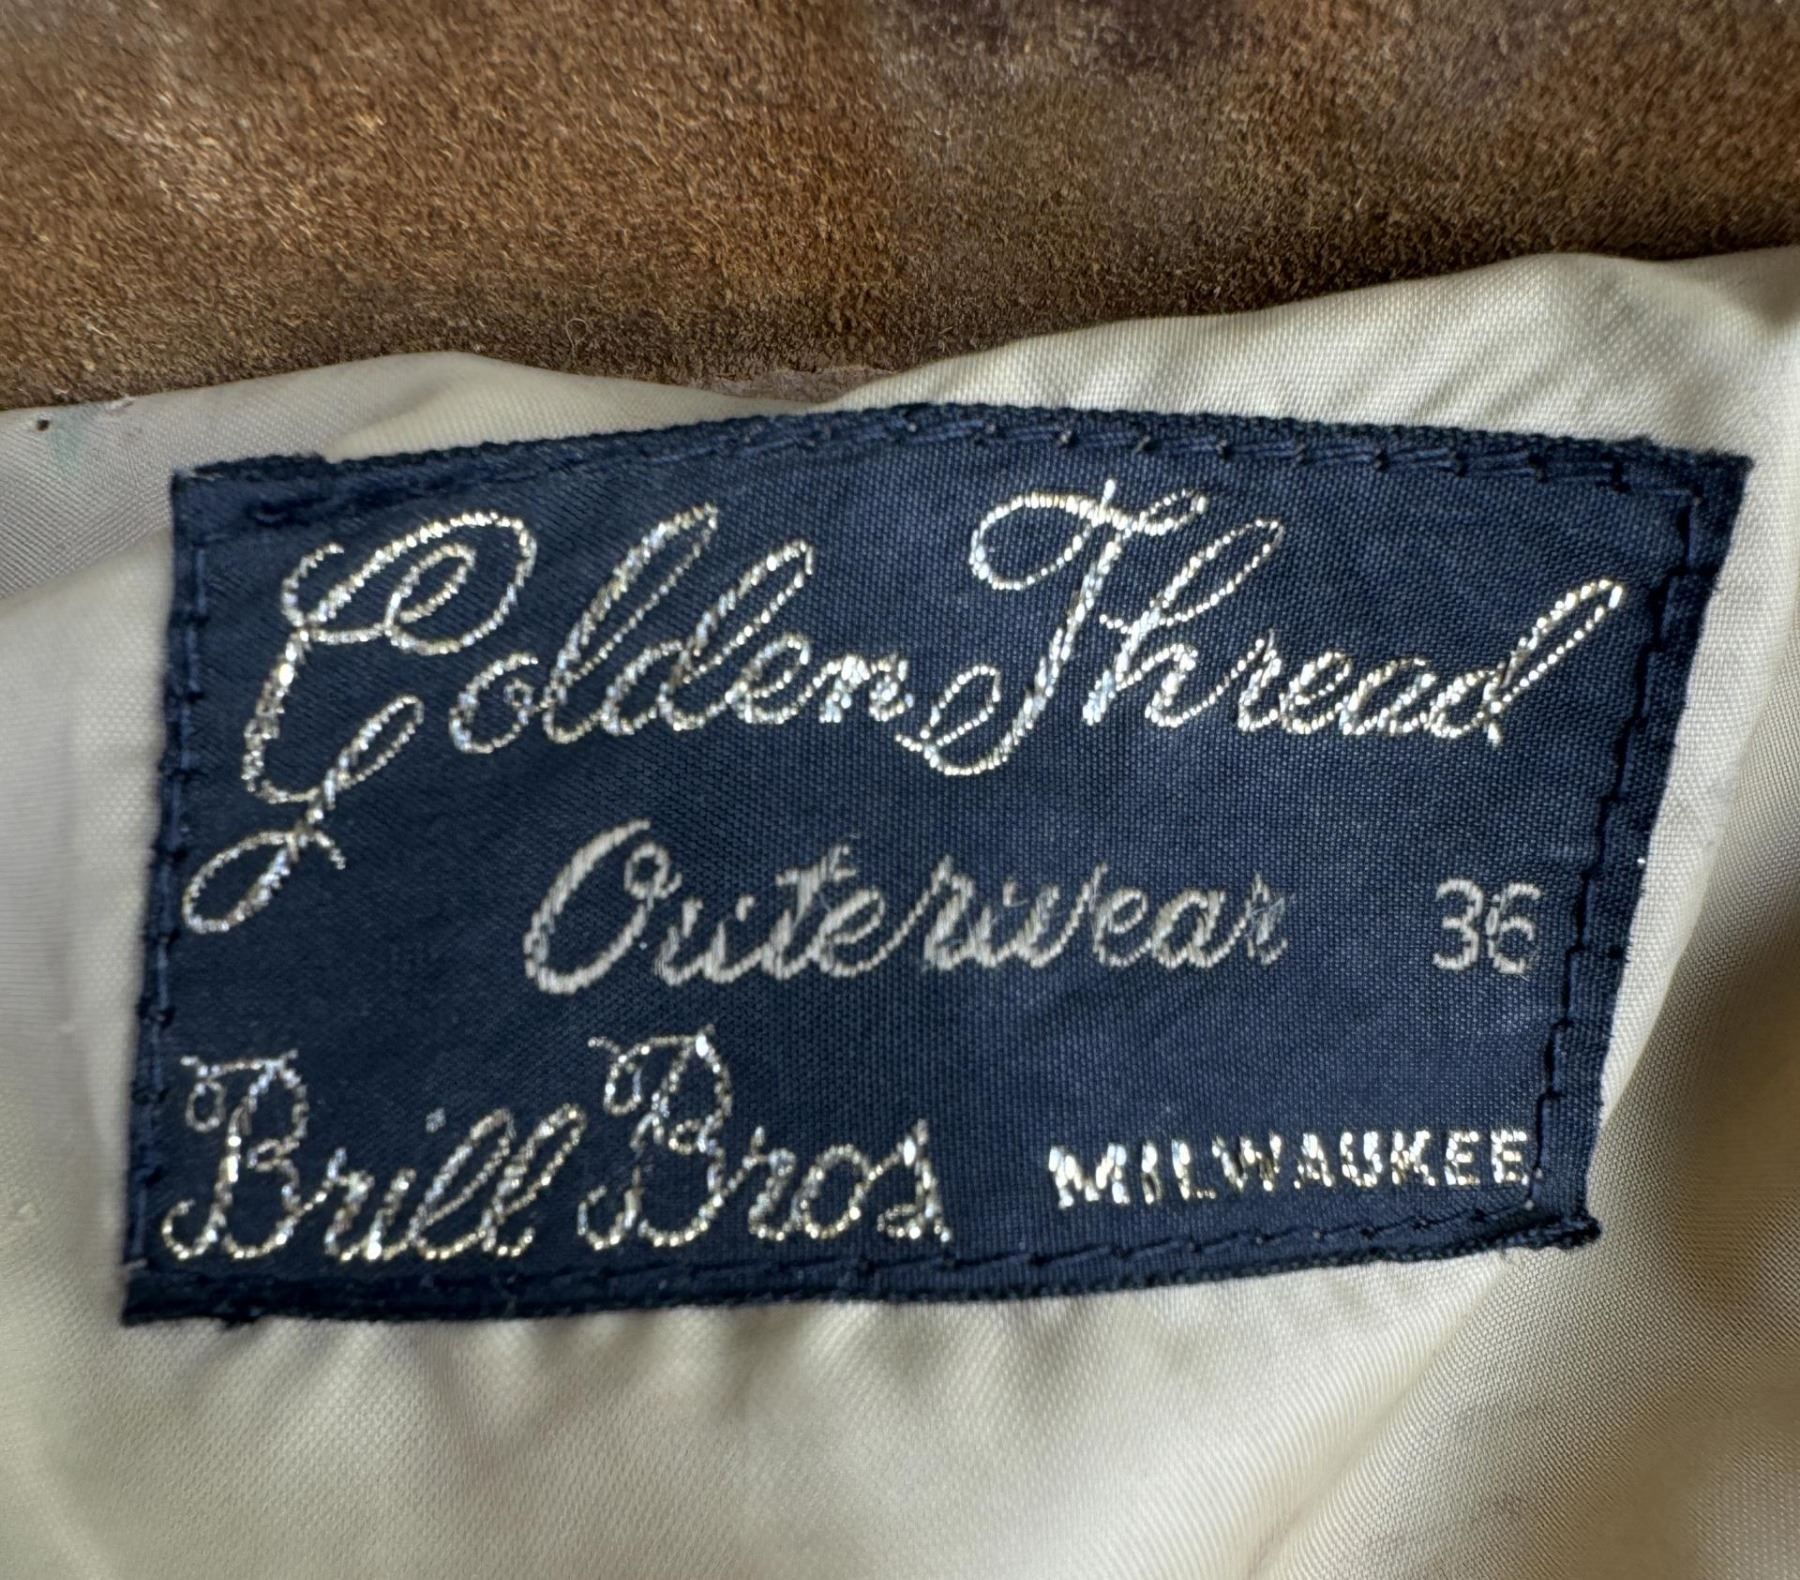 Golden Thread
Outerwear 36
Brill Bros MILWAUKEE